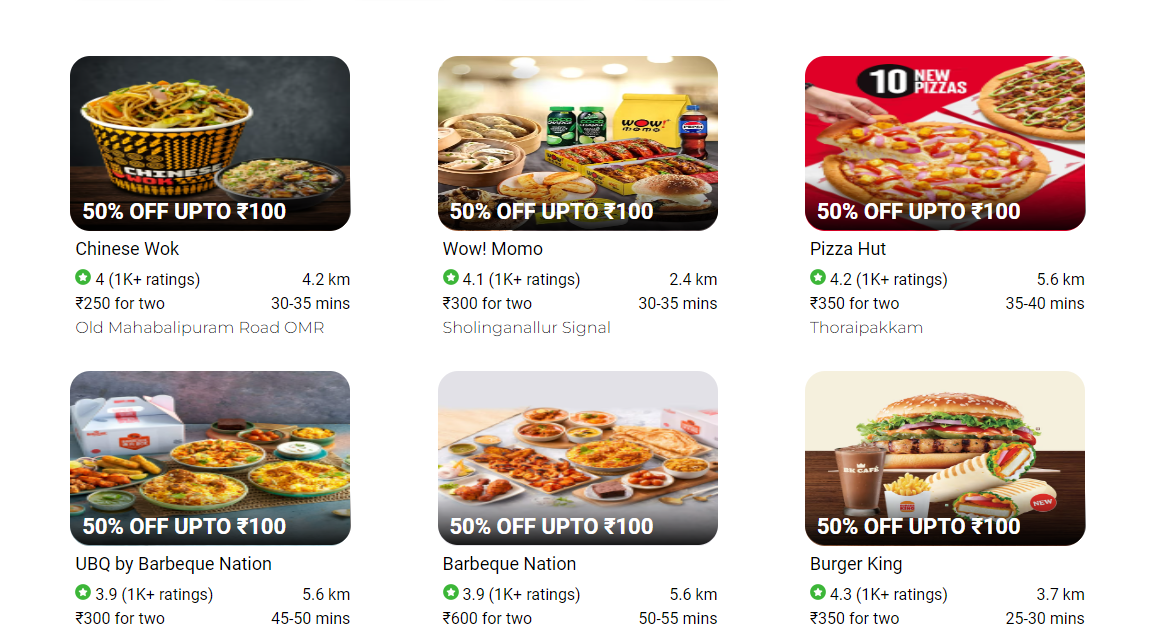 10 NEW
PIZZAS
CHINESE
WOK
WOW!
MOMO
PEPSI
50% OFF UPTO ₹100
50% OFF UPTO ₹100
50% OFF UPTO ₹100
Chinese Wok
Wow! Momo
Pizza Hut
4 (1K+ ratings)
4.2 km
4.1 (1K+ ratings)
2.4 km
4.2 (1K+ ratings)
5.6 km
₹250 for two
30-35 mins
₹300 for two
30-35 mins
₹350 for two
35-40 mins
Old Mahabalipuram Road OMR
Sholinganallur Signal
Thoraipakkam
BK CAFÉ
NEW
50% OFF UPTO ₹100
50% OFF UPTO ₹100
50% OFF UPTO ₹100
UBQ by Barbeque Nation
Barbeque Nation
Burger King
3.9 (1K+ ratings)
5.6 km
3.9 (1K+ ratings)
5.6 km
4.3 (1K+ ratings)
3.7 km
₹300 for two
45-50 mins
₹600 for two
50-55 mins
₹350 for two
25-30 mins